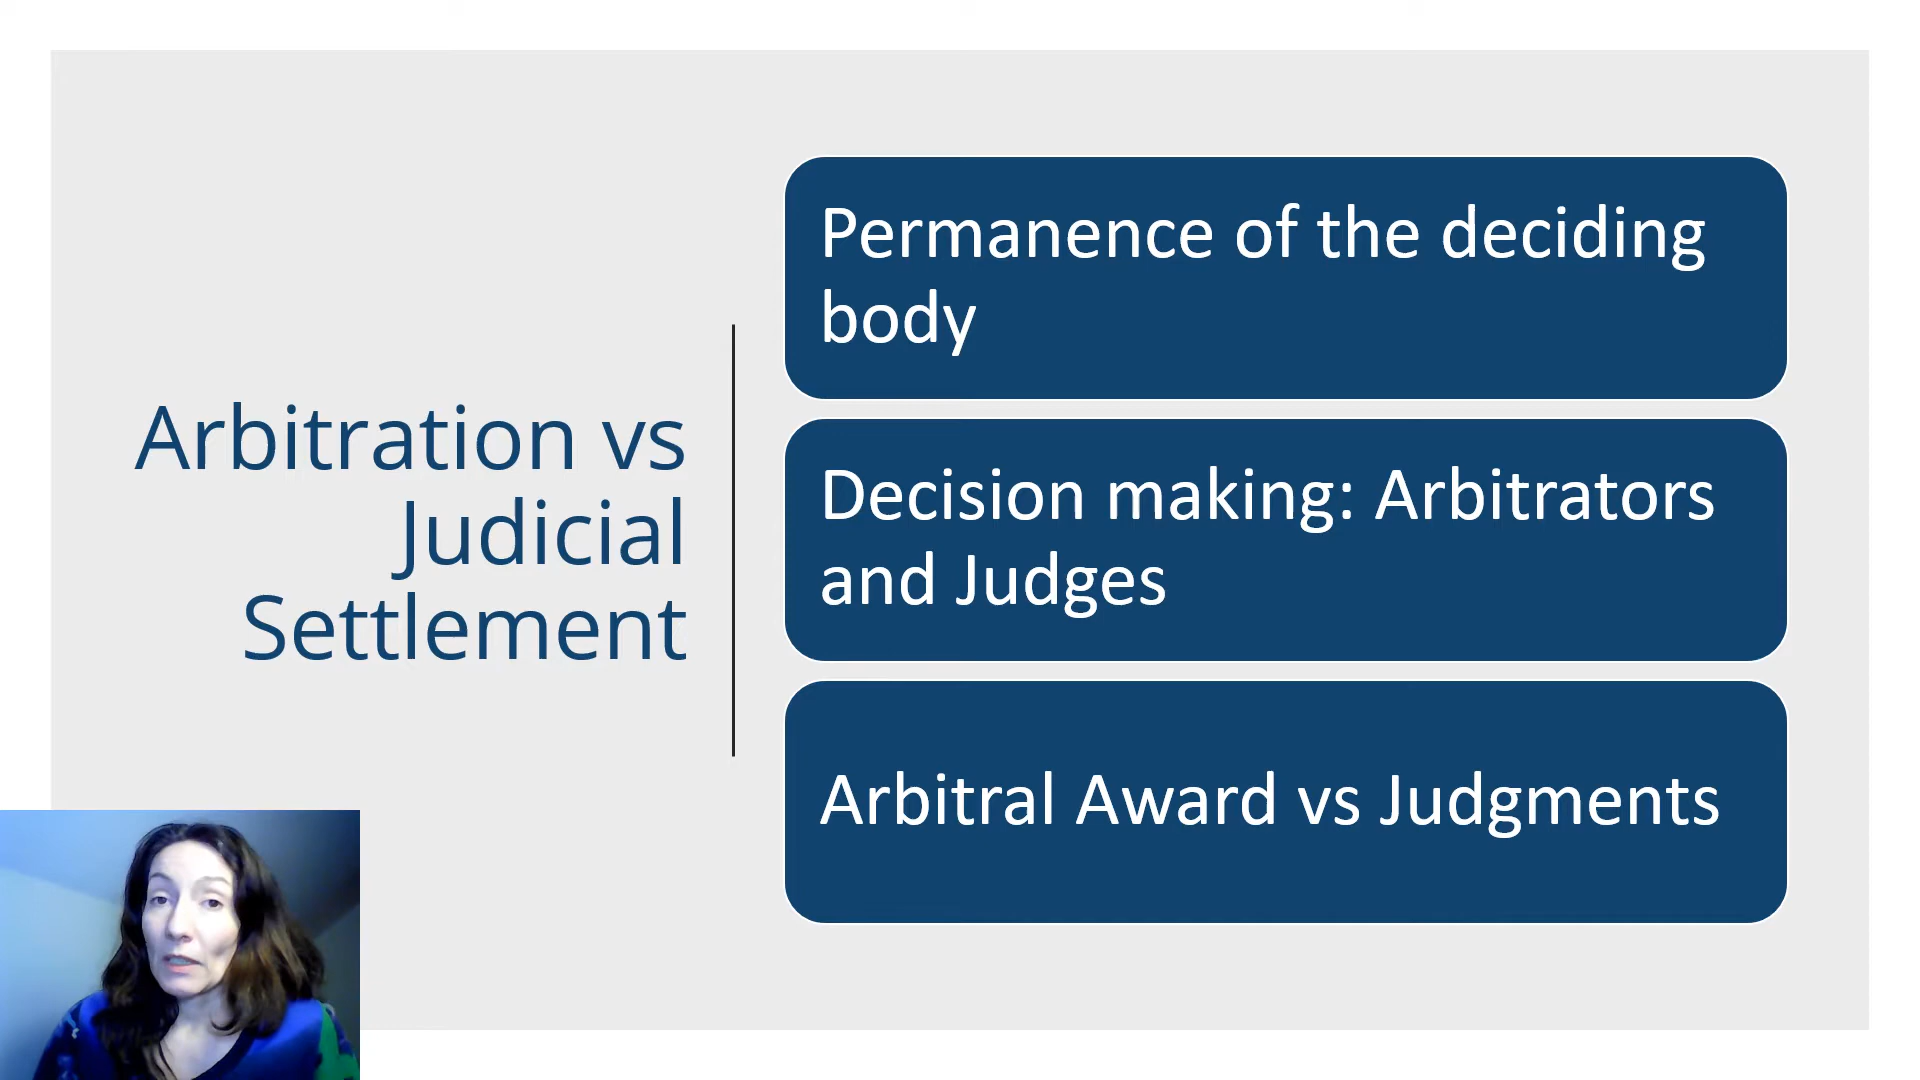 Arbitration vs
Judicial
Settlement
Permanence of the deciding
body
Decision making: Arbitrators
and Judges
Arbitral Award vs Judgments